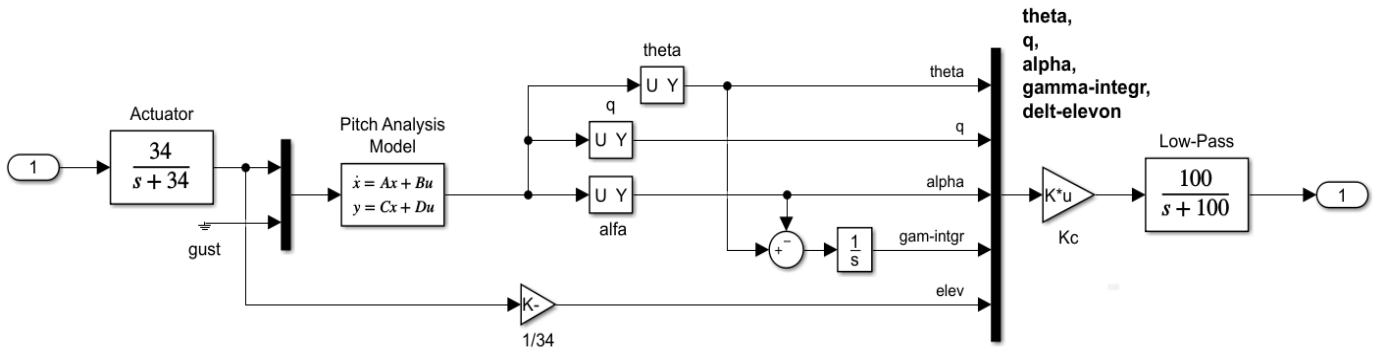 theta,
q,
alpha,
gamma-integr,
delt-elevon
theta
U Y
theta
q
U Y
q
Actuator
34
s + 34
Pitch Analysis
Model
ẋ = Ax + Bu
y = Cx + Du
Low-Pass
100
s + 100
1
1
U Y
alfa
alpha
K*u
Kc
gust
+
−
1
s
gam-intgr
K-
1/34
elev